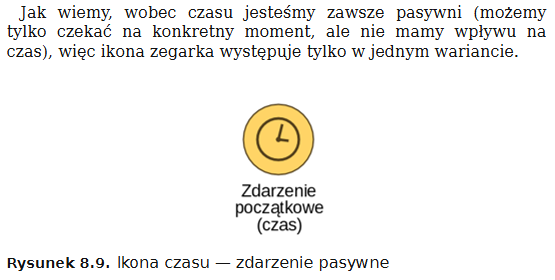 Jak wiemy, wobec czasu jesteśmy zawsze pasywni (możemy
tylko czekać na konkretny moment, ale nie mamy wpływu na
czas), więc ikona zegarka występuje tylko w jednym wariancie.
Zdarzenie
początkowe
(czas)
Rysunek 8.9. Ikona czasu — zdarzenie pasywne